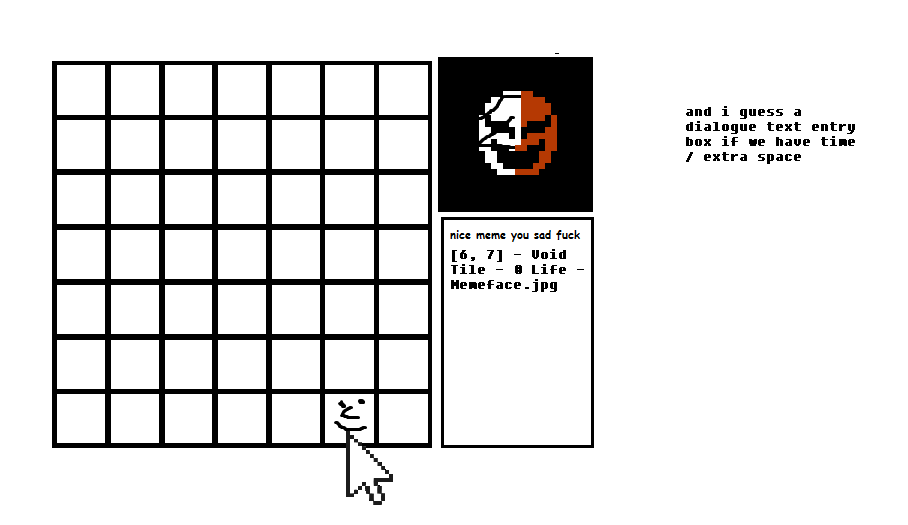 nice meme you sad fuck
[6, 7] - Void
Tile - 0 Life -
Memeface.jpg
and i guess a
dialogue text entry
box if we have time
/ extra space